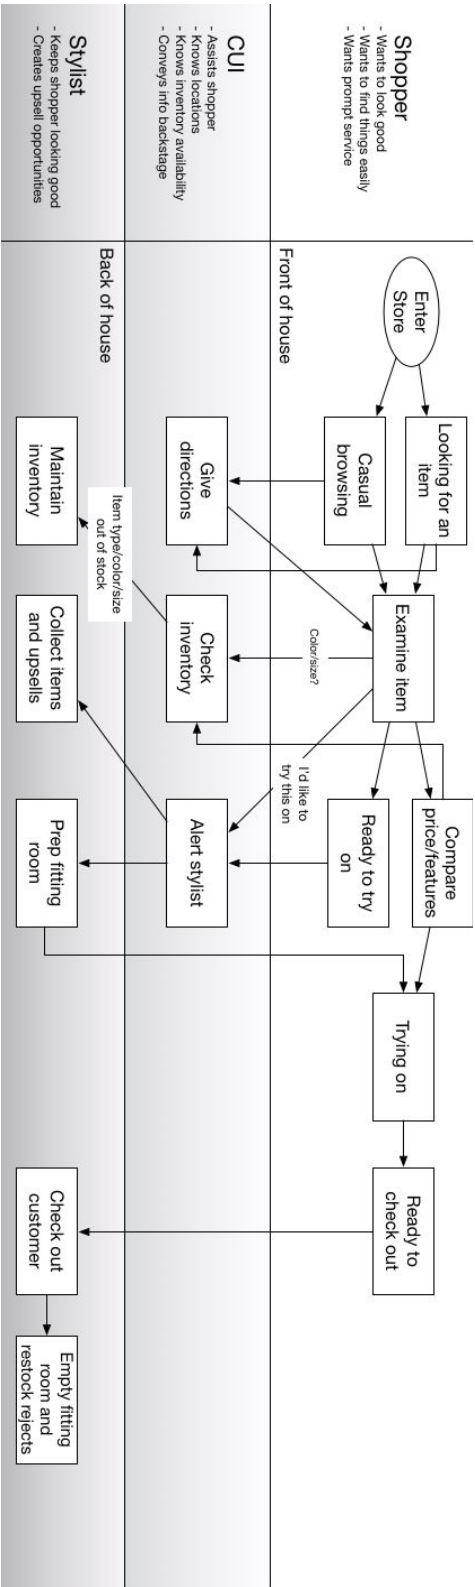 Shopper
- Wants to look good
- Wants to find things easily
- Wants prompt service
Enter
Store
Looking for an
item
Casual
browsing
Examine item
Compare
price/features
Ready to try
on
Trying on
Ready to
check out
Front of house
Color/size?
I'd like to
try this on
CUI
- Assists shopper
- Knows locations
- Knows inventory availability
- Conveys info backstage
Give
directions
Check
inventory
Alert stylist
Back of house
Item type/color/size
out of stock
Stylist
- Keeps shopper looking good
- Creates upsell opportunities
Maintain
inventory
Collect items
and upsells
Prep fitting
room
Check out
customer
Empty fitting
room and
restock rejects